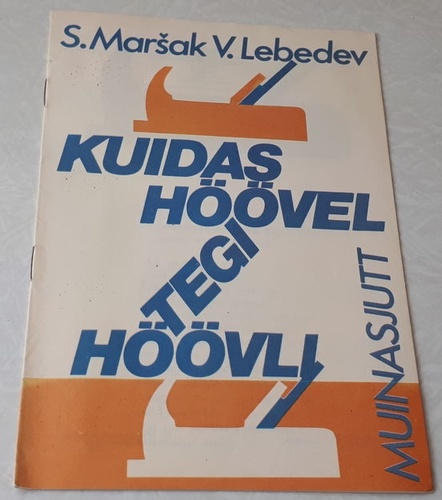 S. Maršak V. Lebedev
KUIDAS
HÖÖVEL
TEGI
HÖÖVLI
MUINASJUTT